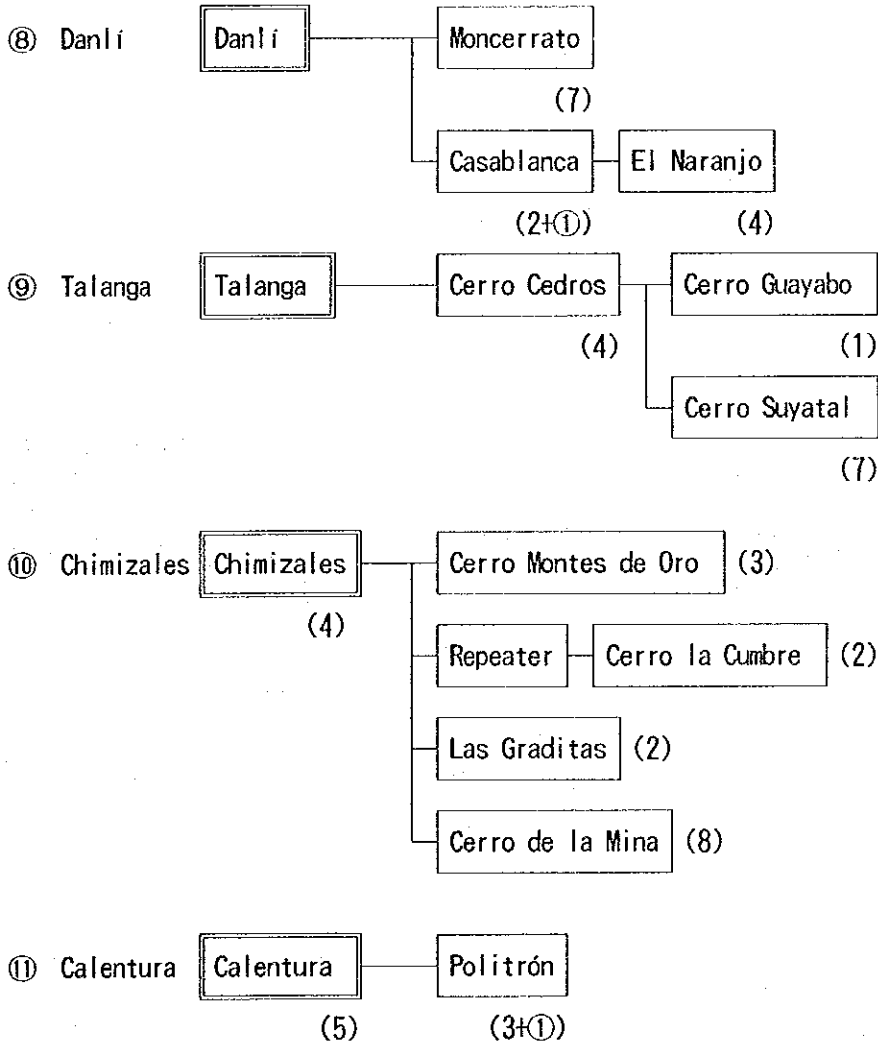 ⑧ Danlí Danlí Moncerrato
(7)
Casablanca El Naranjo
(2+①) (4)
⑨ Talanga Talanga Cerro Cedros Cerro Guayabo
(4) (1)
Cerro Suyatal
(7)
⑩ Chimizales Chimizales Cerro Montes de Oro (3)
(4)
Repeater Cerro la Cumbre (2)
Las Graditas (2)
Cerro de la Mina (8)
⑪ Calentura Calentura Politrón
(5) (3+①)